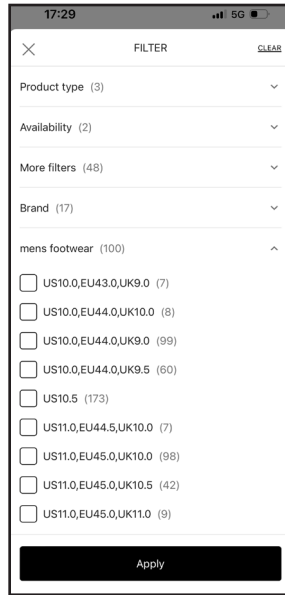 17:29 5G
FILTER CLEAR
Product type (3)
Availability (2)
More filters (48)
Brand (17)
mens footwear (100)
US10.0,EU43.0,UK9.0 (7)
US10.0,EU44.0,UK10.0 (8)
US10.0,EU44.0,UK9.0 (99)
US10.0,EU44.0,UK9.5 (60)
US10.5 (173)
US11.0,EU44.5,UK10.0 (7)
US11.0,EU45.0,UK10.0 (98)
US11.0,EU45.0,UK10.5 (42)
US11.0,EU45.0,UK11.0 (9)
Apply